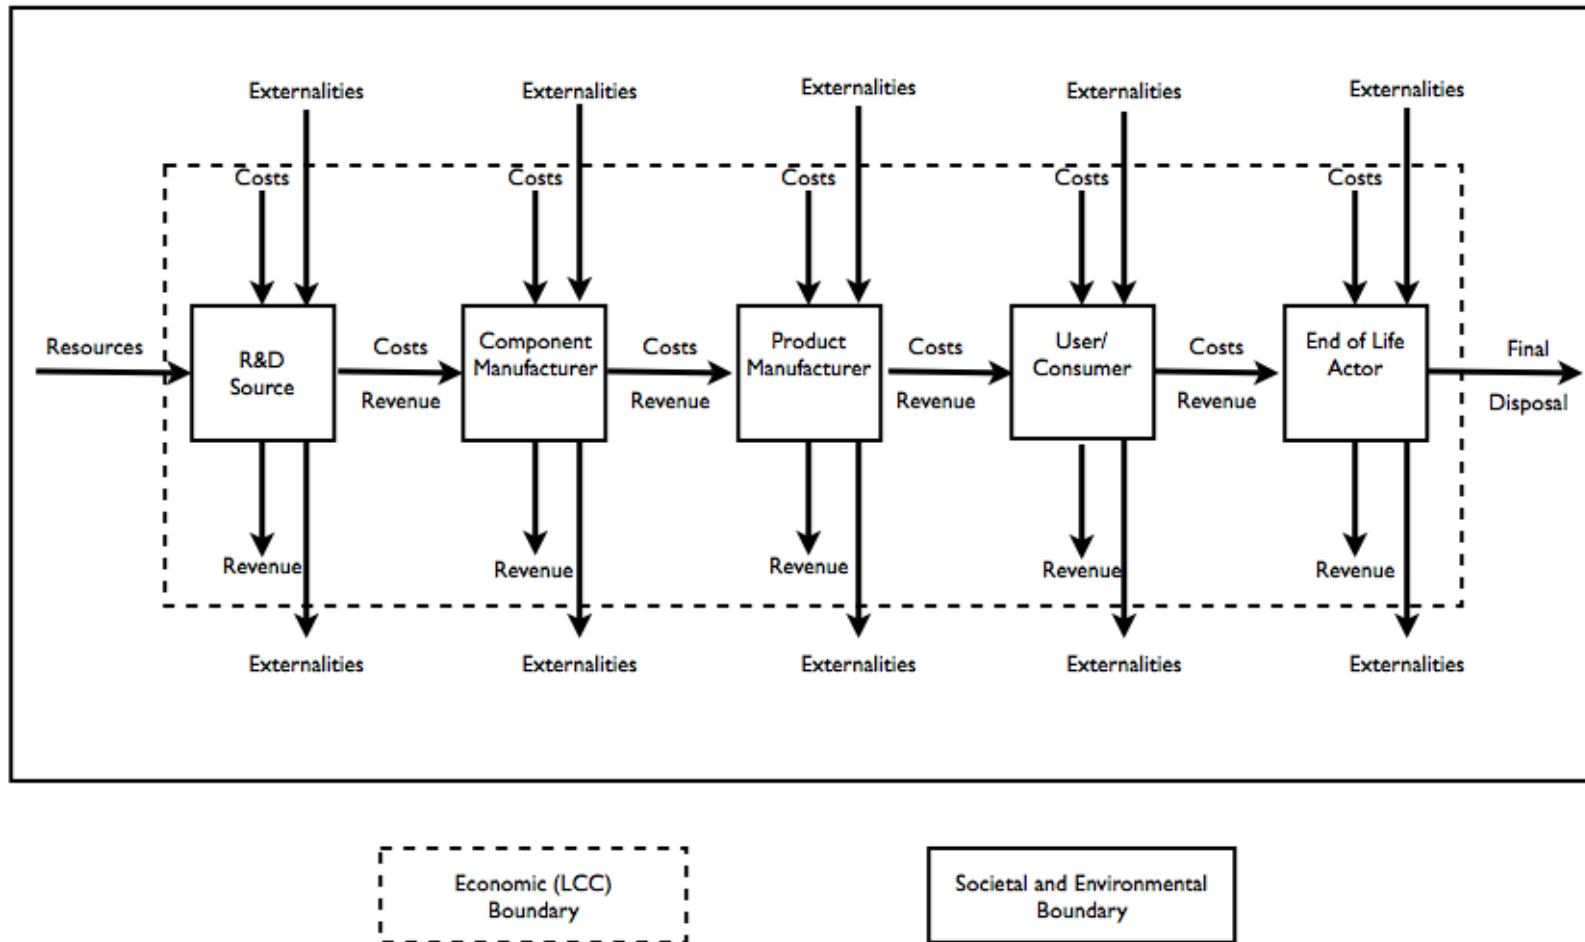 Externalities Externalities Externalities Externalities Externalities
Costs Costs Costs Costs Costs
Resources
R&D
Source
Costs
Revenue
Component
Manufacturer
Costs
Revenue
Product
Manufacturer
Costs
Revenue
User/
Consumer
Costs
Revenue
End of Life
Actor
Final
Disposal
Revenue Revenue Revenue Revenue Revenue
Externalities Externalities Externalities Externalities Externalities
Economic (LCC)
Boundary
Societal and Environmental
Boundary